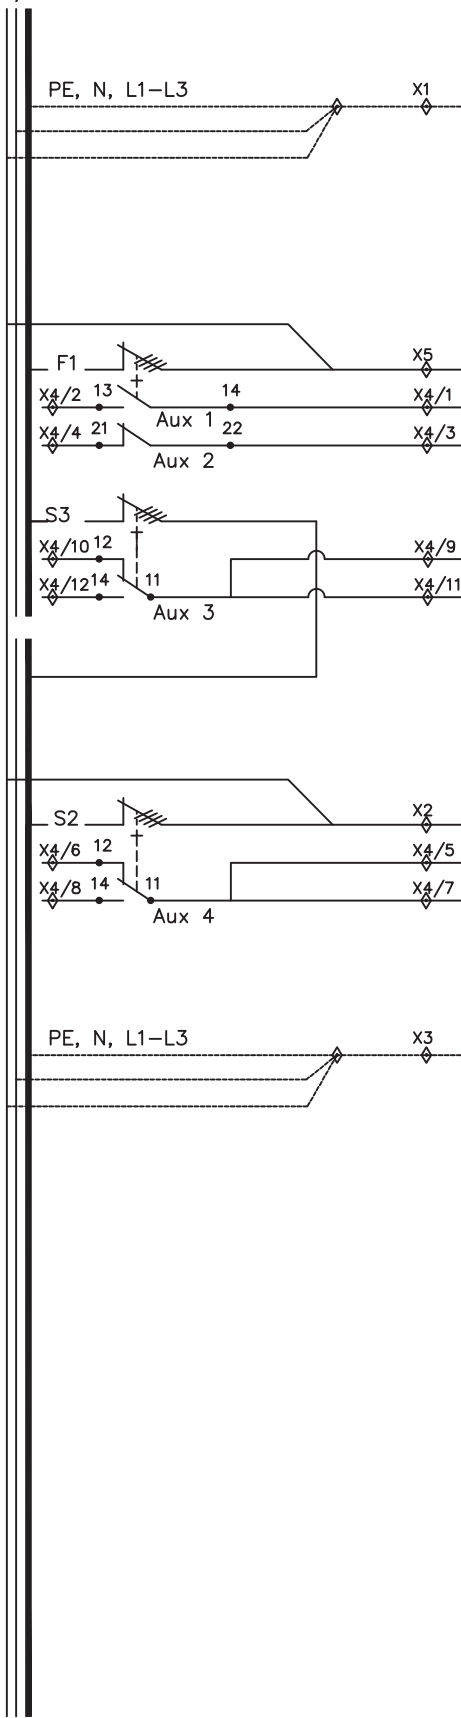 PE, N, L1-L3 X1
F1 X5
X4/2 13 14 X4/1
Aux 1
X4/4 21 22 X4/3
Aux 2
S3
X4/10 12 X4/9
X4/12 14 11 X4/11
Aux 3
S2 X2
X4/6 12 X4/5
X4/8 14 11 X4/7
Aux 4
PE, N, L1-L3 X3